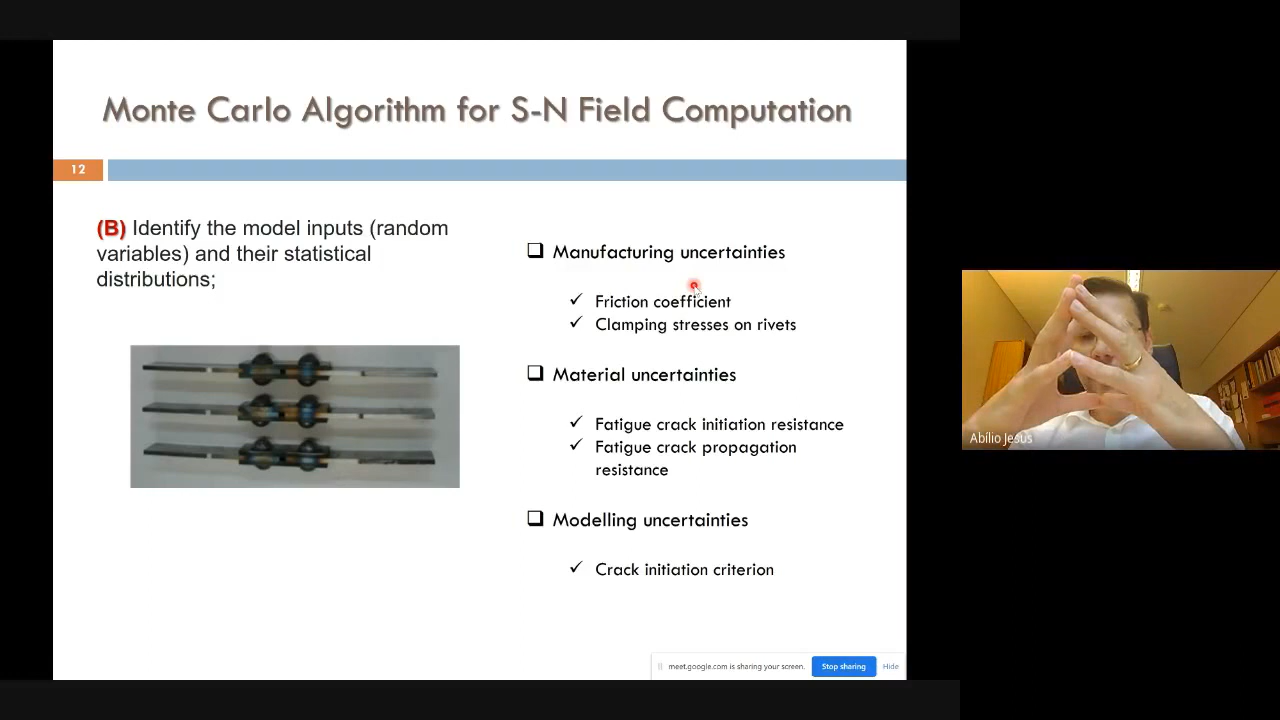 Monte Carlo Algorithm for S-N Field Computation
12
(B) Identify the model inputs (random
variables) and their statistical
distributions;
Manufacturing uncertainties
Friction coefficient
Clamping stresses on rivets
Material uncertainties
Fatigue crack initiation resistance
Fatigue crack propagation
resistance
Modelling uncertainties
Crack initiation criterion
meet.google.com is sharing your screen.
Stop sharing
Hide
Abílio Jesus